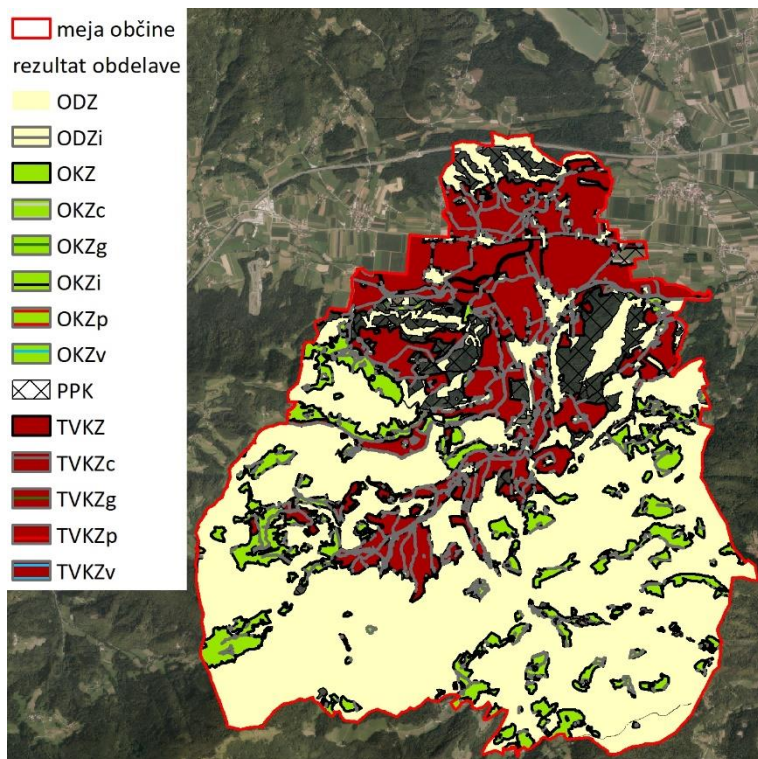 meja občine
rezultat obdelave
ODZ
ODZi
OKZ
OKZc
OKZg
OKZi
OKZp
OKZv
PPK
TVKZ
TVKZc
TVKZg
TVKZp
TVKZv